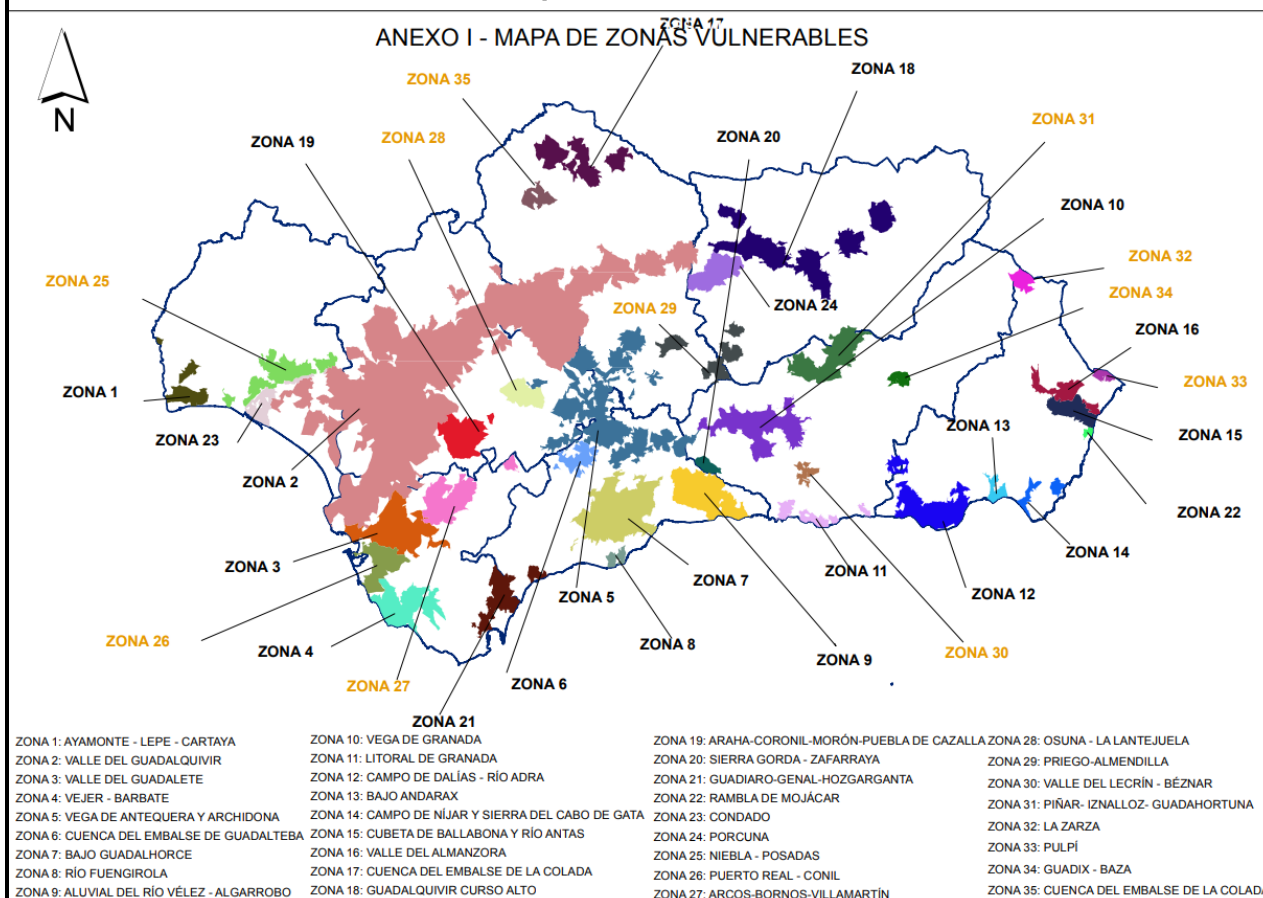 ZONA 17
ANEXO I - MAPA DE ZONAS VULNERABLES
N
ZONA 35
ZONA 18
ZONA 19
ZONA 28
ZONA 20
ZONA 31
ZONA 10
ZONA 25
ZONA 32
ZONA 34
ZONA 29
ZONA 24
ZONA 16
ZONA 1
ZONA 33
ZONA 23
ZONA 13
ZONA 15
ZONA 2
ZONA 22
ZONA 14
ZONA 3
ZONA 7
ZONA 11
ZONA 12
ZONA 5
ZONA 26
ZONA 4
ZONA 8
ZONA 9
ZONA 30
ZONA 27
ZONA 6
ZONA 21
ZONA 1: AYAMONTE - LEPE - CARTAYA
ZONA 2: VALLE DEL GUADALQUIVIR
ZONA 3: VALLE DEL GUADALETE
ZONA 4: VEJER - BARBATE
ZONA 5: VEGA DE ANTEQUERA Y ARCHIDONA
ZONA 6: CUENCA DEL EMBALSE DE GUADALTEBA
ZONA 7: BAJO GUADALHORCE
ZONA 8: RÍO FUENGIROLA
ZONA 9: ALUVIAL DEL RÍO VÉLEZ - ALGARROBO
ZONA 10: VEGA DE GRANADA
ZONA 11: LITORAL DE GRANADA
ZONA 12: CAMPO DE DALÍAS - RÍO ADRA
ZONA 13: BAJO ANDARAX
ZONA 14: CAMPO DE NÍJAR Y SIERRA DEL CABO DE GATA
ZONA 15: CUBETA DE BALLABONA Y RÍO ANTAS
ZONA 16: VALLE DEL ALMANZORA
ZONA 17: CUENCA DEL EMBALSE DE LA COLADA
ZONA 18: GUADALQUIVIR CURSO ALTO
ZONA 19: ARAHA-CORONIL-MORÓN-PUEBLA DE CAZALLA
ZONA 20: SIERRA GORDA - ZAFARRAYA
ZONA 21: GUADIARO-GENAL-HOZGARGANTA
ZONA 22: RAMBLA DE MOJÁCAR
ZONA 23: CONDADO
ZONA 24: PORCUNA
ZONA 25: NIEBLA - POSADAS
ZONA 26: PUERTO REAL - CONIL
ZONA 27: ARCOS-BORNOS-VILLAMARTÍN
ZONA 28: OSUNA - LA LANTEJUELA
ZONA 29: PRIEGO-ALMENDILLA
ZONA 30: VALLE DEL LECRÍN - BÉZNAR
ZONA 31: PIÑAR- IZNALLOZ- GUADAHORTUNA
ZONA 32: LA ZARZA
ZONA 33: PULPÍ
ZONA 34: GUADIX - BAZA
ZONA 35: CUENCA DEL EMBALSE DE LA COLADA